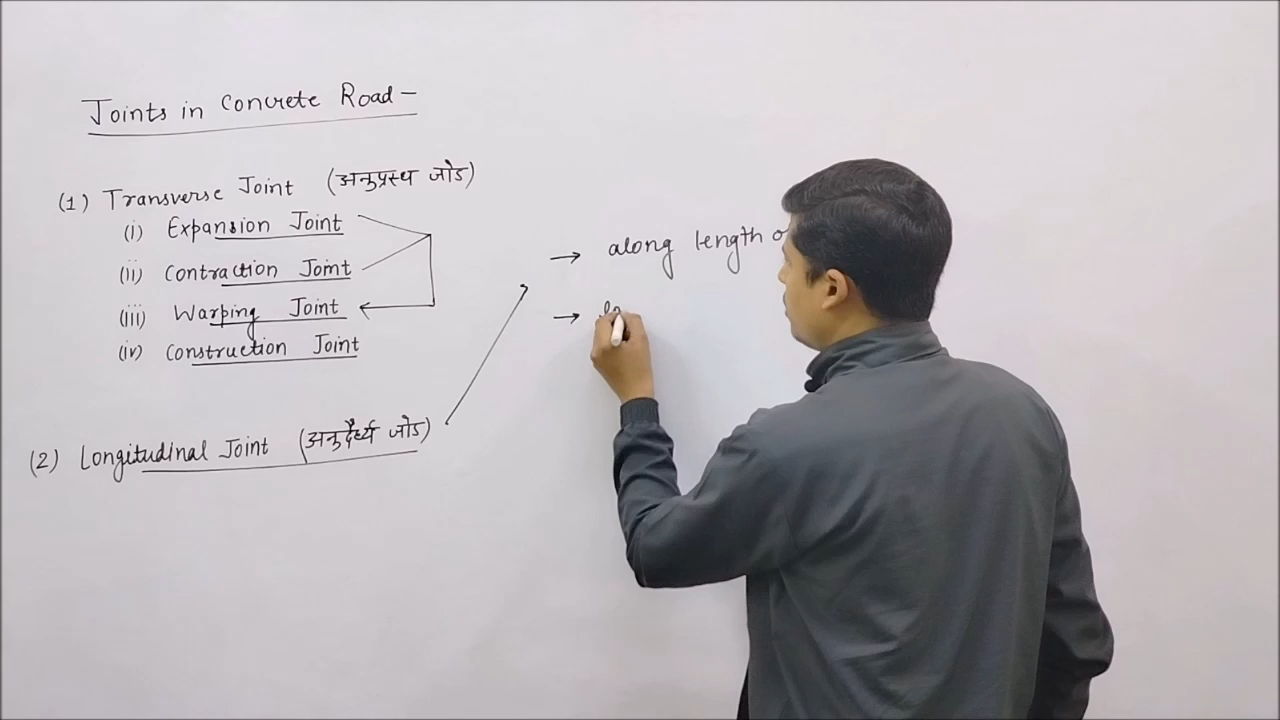 Joints in Concrete Road -
(1) Transverse Joint (अनुप्रस्थ जोड)
(i) Expansion Joint
(ii) Contraction Joint
(iii) Warping Joint
(iv) Construction Joint
(2) Longitudinal Joint (अनुदैर्ध्य जोड)
→ along length
→